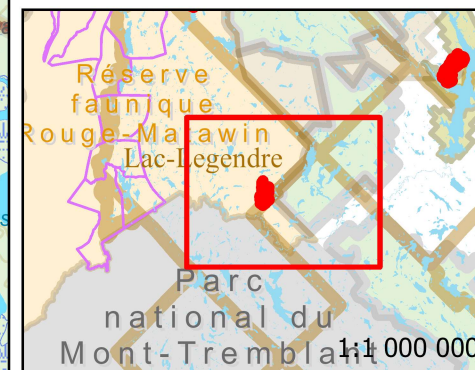 Réserve
faunique
Rouge-Matawin
Lac-Legendre
Parc
national du
Mont-Tremblant
1:1 000 000